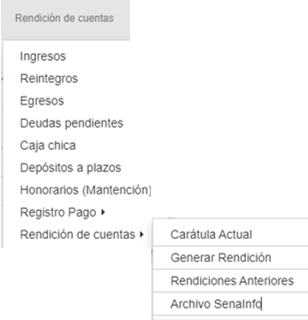 Rendición de cuentas
Ingresos
Reintegros
Egresos
Deudas pendientes
Caja chica
Depósitos a plazos
Honorarios (Mantención)
Registro Pago
Rendición de cuentas
Carátula Actual
Generar Rendición
Rendiciones Anteriores
Archivo SenaInfo